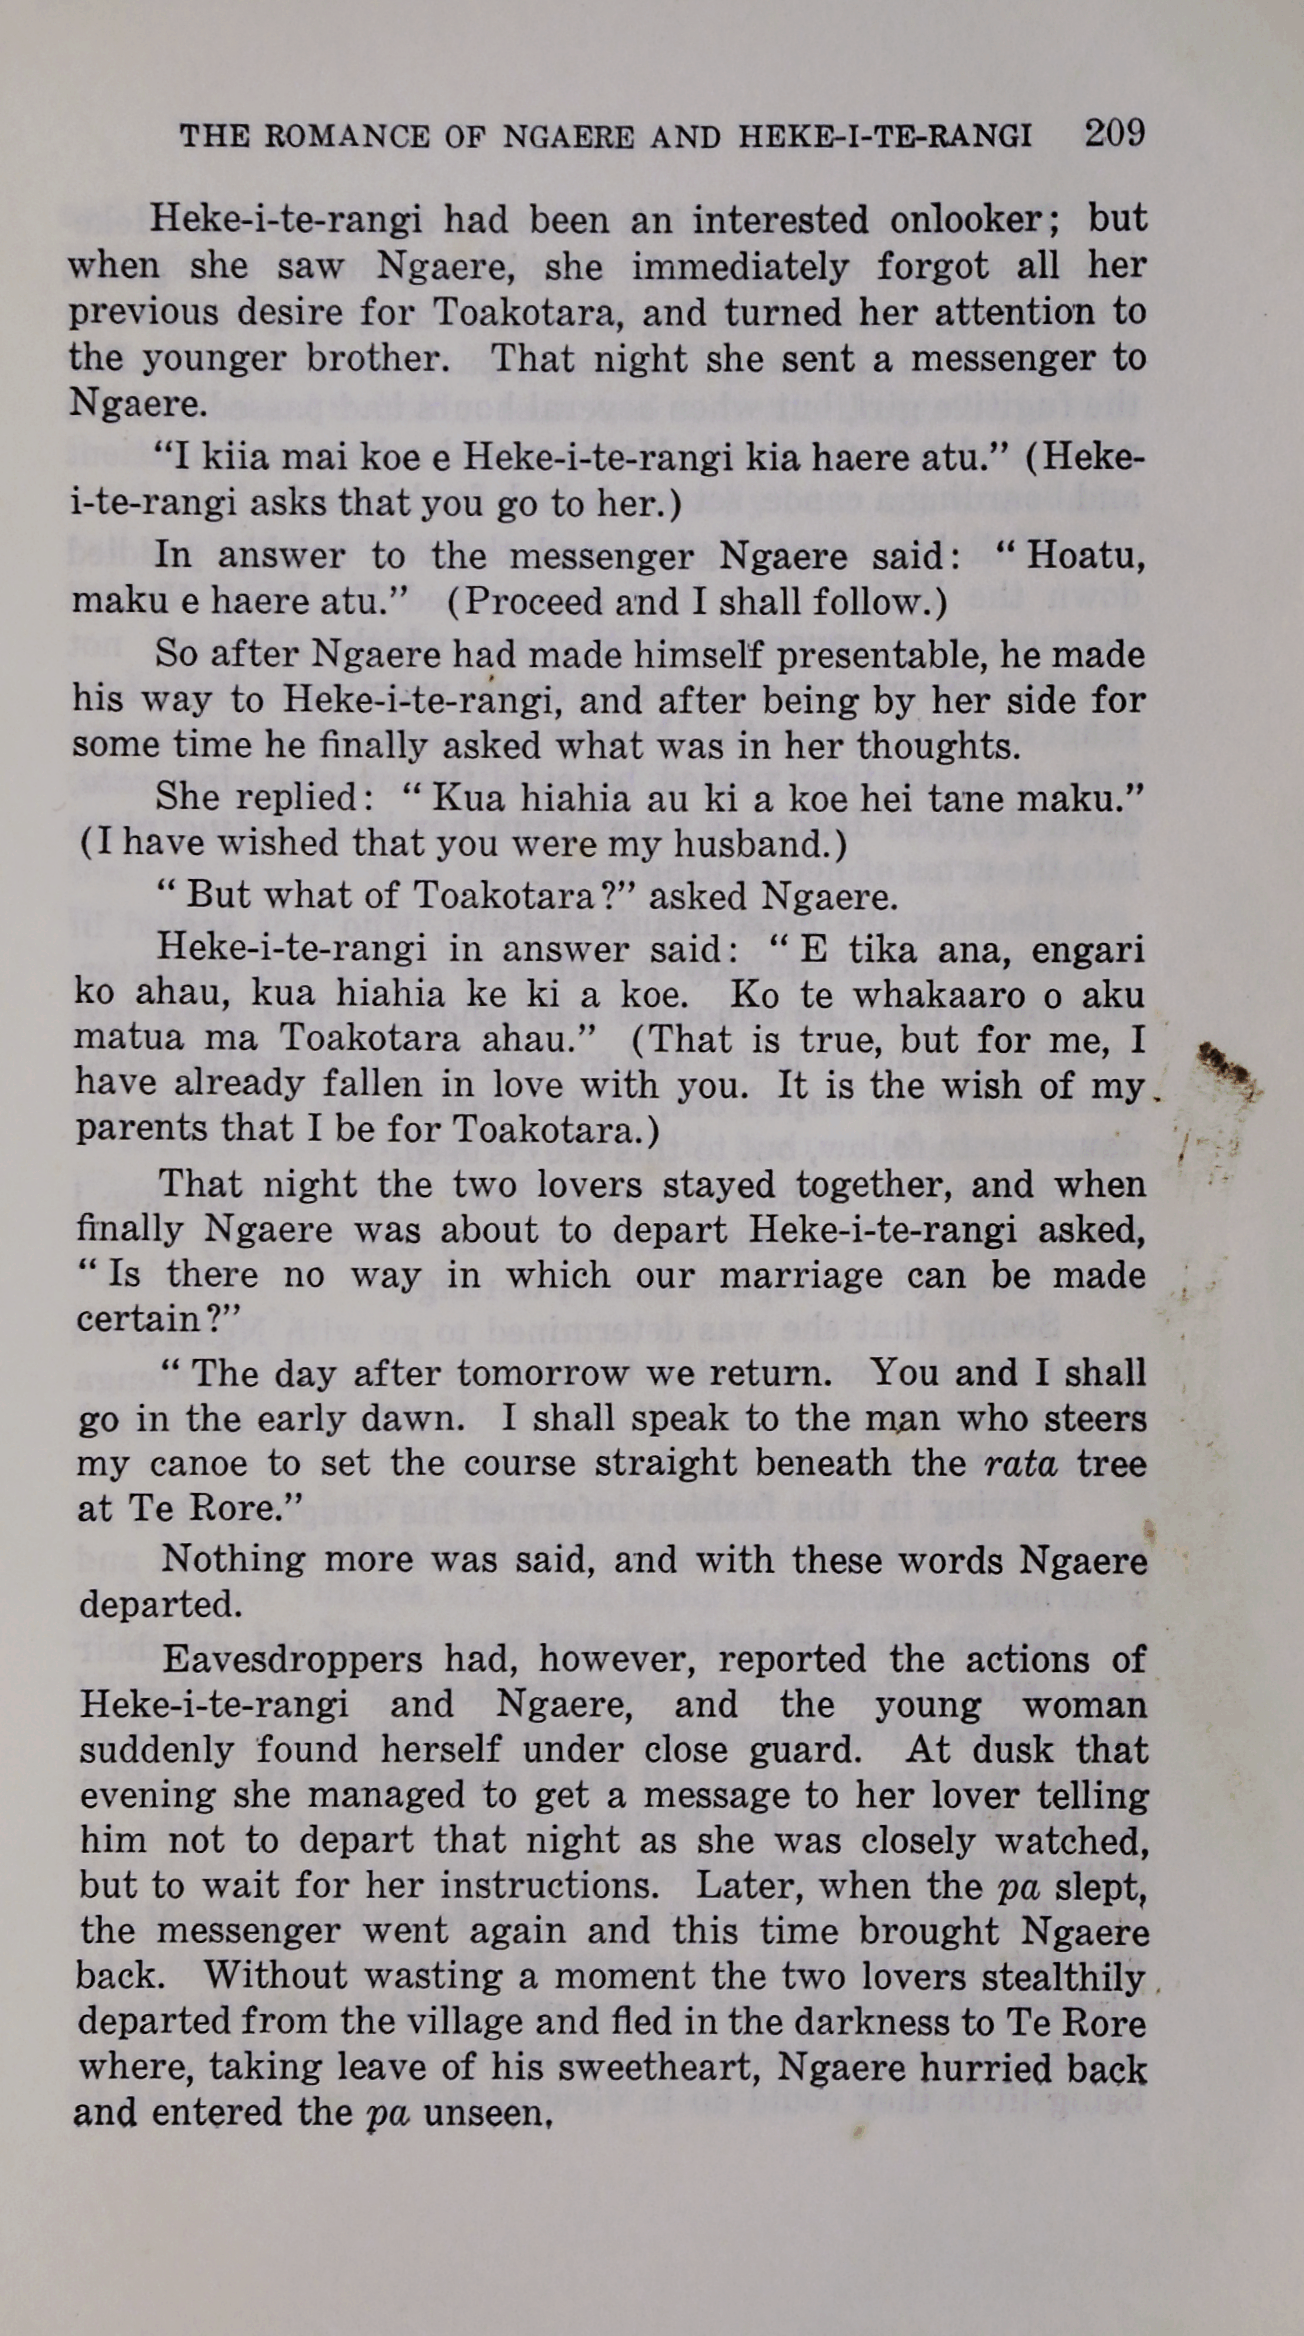 THE ROMANCE OF NGAERE AND HEKE-I-TE-RANGI 209
Heke-i-te-rangi had been an interested onlooker; but
when she saw Ngaere, she immediately forgot all her
previous desire for Toakotara, and turned her attention to
the younger brother. That night she sent a messenger to
Ngaere.
"I kiia mai koe e Heke-i-te-rangi kia haere atu." (Heke-
i-te-rangi asks that you go to her.)
In answer to the messenger Ngaere said: "Hoatu,
maku e haere atu." (Proceed and I shall follow.)
So after Ngaere had made himself presentable, he made
his way to Heke-i-te-rangi, and after being by her side for
some time he finally asked what was in her thoughts.
She replied: "Kua hiahia au ki a koe hei tane maku."
(I have wished that you were my husband.)
"But what of Toakotara?" asked Ngaere.
Heke-i-te-rangi in answer said: "E tika ana, engari
ko ahau, kua hiahia ke ki a koe. Ko te whakaaro o aku
matua ma Toakotara ahau." (That is true, but for me, I
have already fallen in love with you. It is the wish of my
parents that I be for Toakotara.)
That night the two lovers stayed together, and when
finally Ngaere was about to depart Heke-i-te-rangi asked,
"Is there no way in which our marriage can be made
certain?"
"The day after tomorrow we return. You and I shall
go in the early dawn. I shall speak to the man who steers
my canoe to set the course straight beneath the rata tree
at Te Rore."
Nothing more was said, and with these words Ngaere
departed.
Eavesdroppers had, however, reported the actions of
Heke-i-te-rangi and Ngaere, and the young woman
suddenly found herself under close guard. At dusk that
evening she managed to get a message to her lover telling
him not to depart that night as she was closely watched,
but to wait for her instructions. Later, when the pa slept,
the messenger went again and this time brought Ngaere
back. Without wasting a moment the two lovers stealthily
departed from the village and fled in the darkness to Te Rore
where, taking leave of his sweetheart, Ngaere hurried back
and entered the pa unseen.